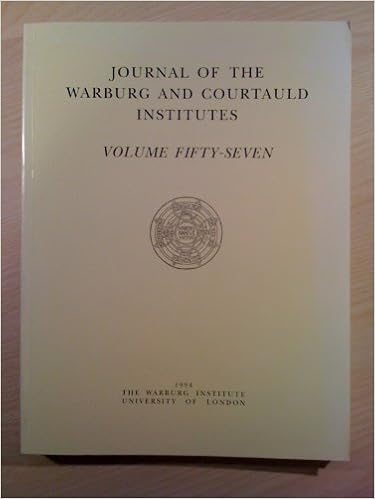 JOURNAL OF THE
WARBURG AND COURTAULD
INSTITUTES
VOLUME FIFTY-SEVEN
1994
THE WARBURG INSTITUTE
UNIVERSITY OF LONDON